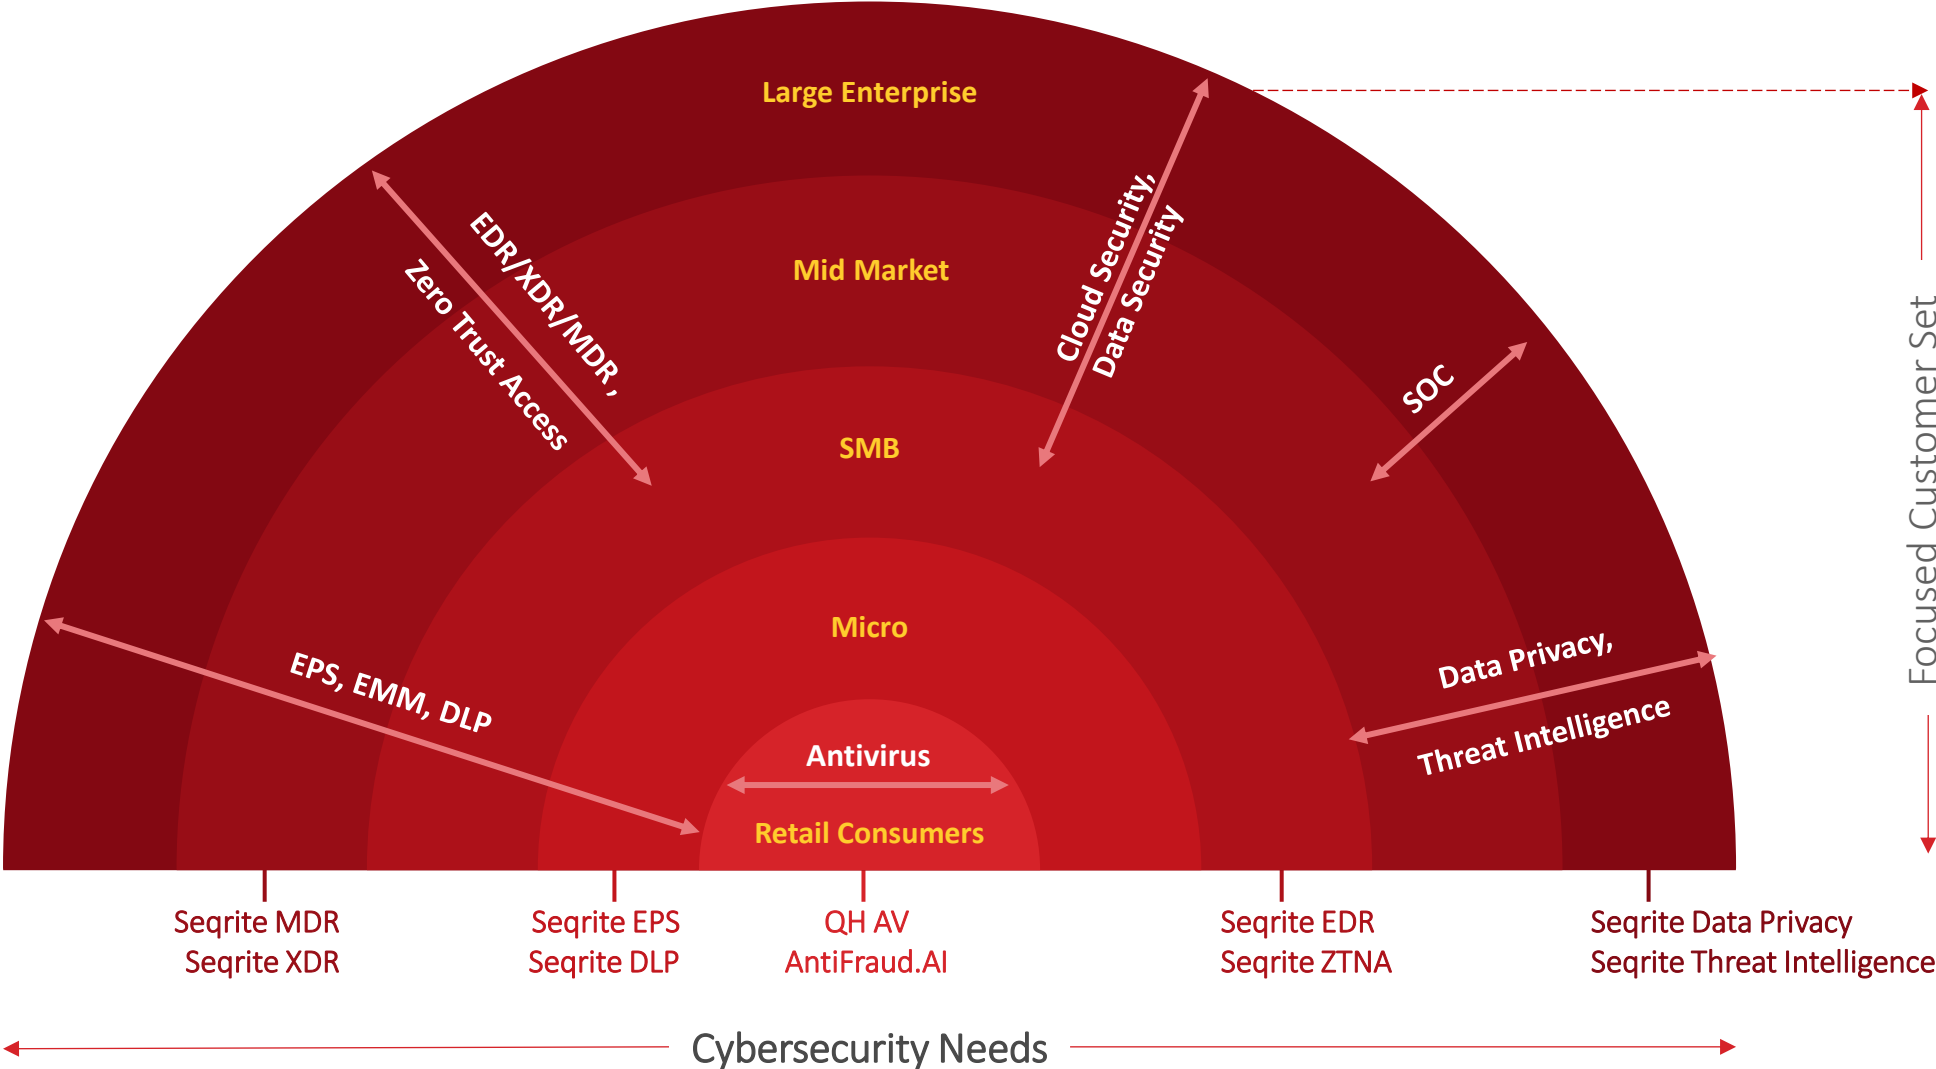 Large Enterprise
Mid Market
SMB
Micro
Antivirus
Retail Consumers
EDR/XDR/MDR ,
Zero Trust Access
Cloud Security,
Data Security
SOC
EPS, EMM, DLP
Data Privacy,
Threat Intelligence
Focused Customer Set
Seqrite MDR
Seqrite XDR
Seqrite EPS
Seqrite DLP
QH AV
AntiFraud.AI
Seqrite EDR
Seqrite ZTNA
Seqrite Data Privacy
Seqrite Threat Intelligence
Cybersecurity Needs